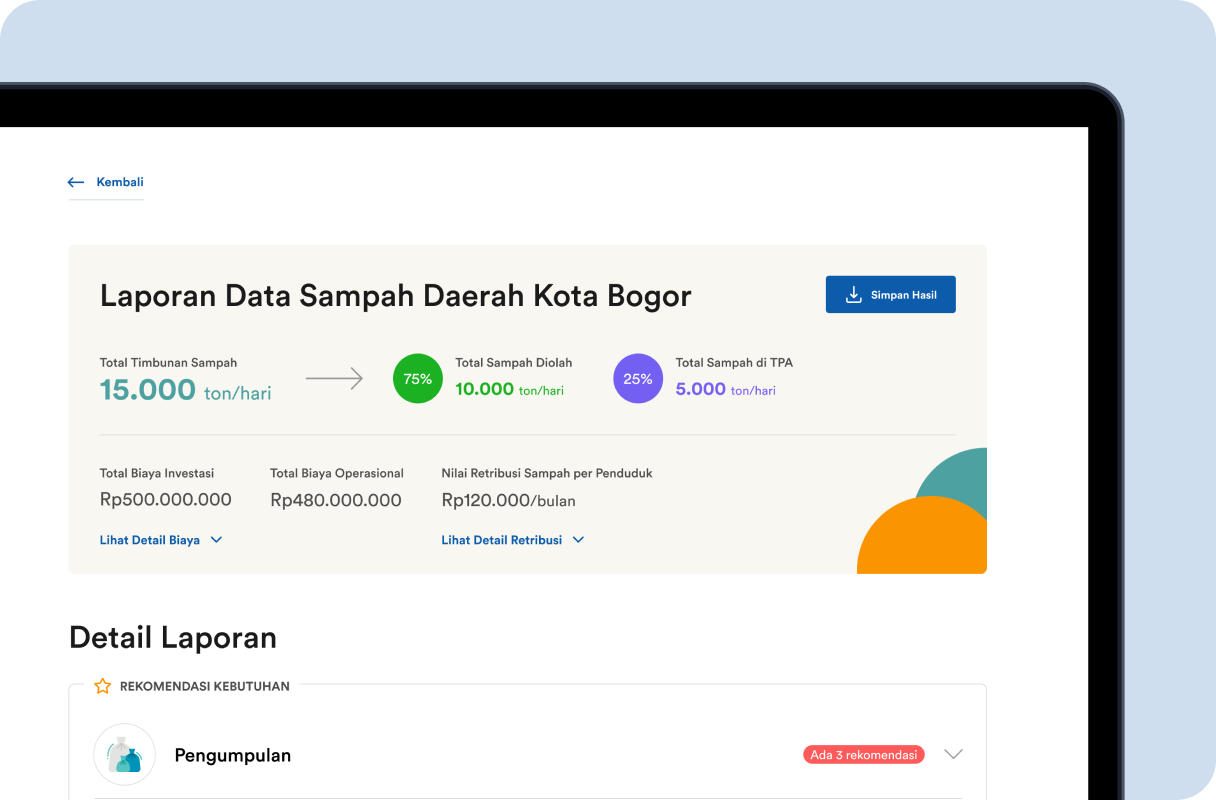 Kembali
Laporan Data Sampah Daerah Kota Bogor
Simpan Hasil
Total Timbunan Sampah
15.000 ton/hari
75%
Total Sampah Diolah
10.000 ton/hari
25%
Total Sampah di TPA
5.000 ton/hari
Total Biaya Investasi
Rp500.000.000
Total Biaya Operasional
Rp480.000.000
Nilai Retribusi Sampah per Penduduk
Rp120.000/bulan
Lihat Detail Biaya
Lihat Detail Retribusi
Detail Laporan
REKOMENDASI KEBUTUHAN
Pengumpulan
Ada 3 rekomendasi